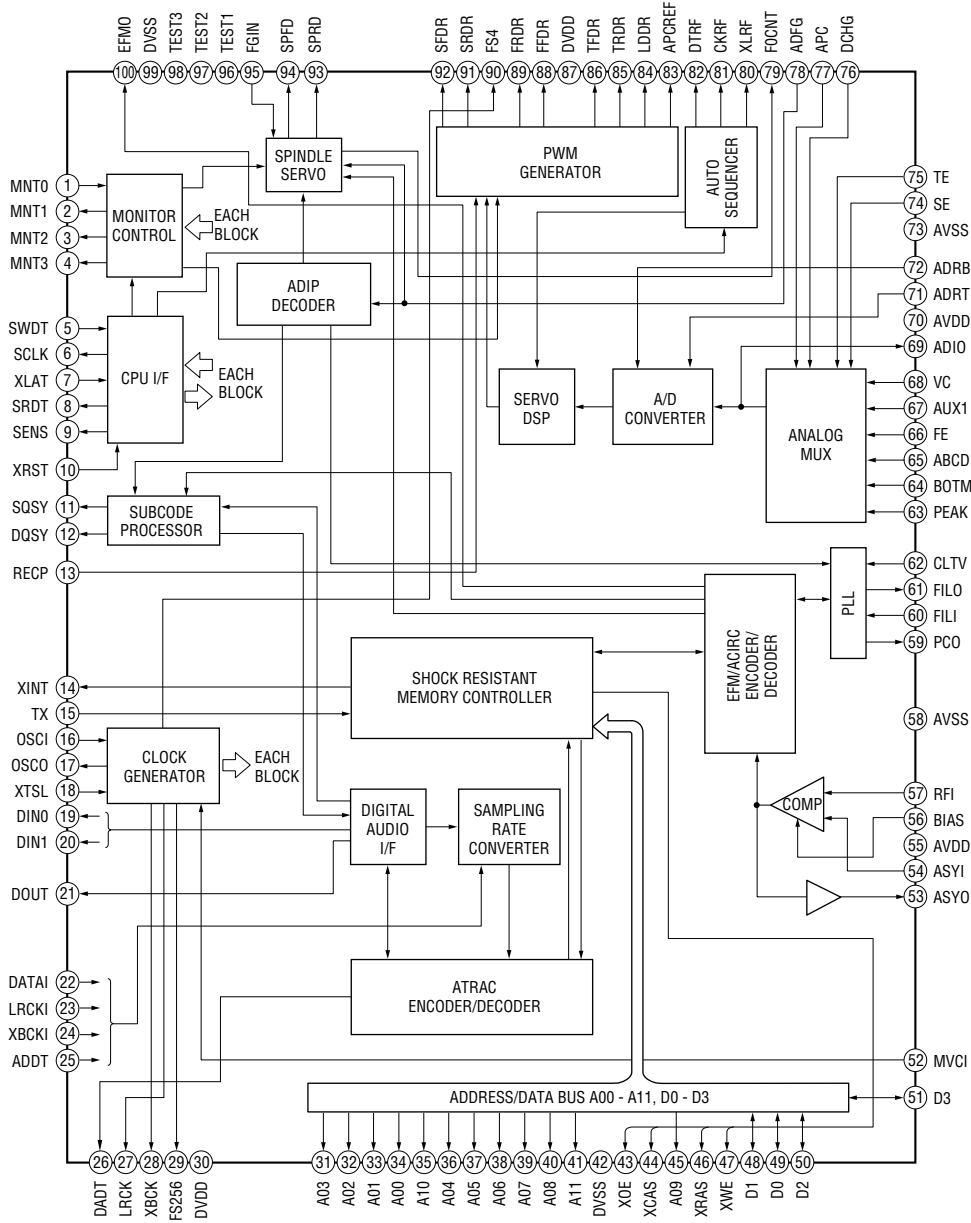 EFMO
DVSS
TEST3
TEST2
TEST1
FGIN
SPFD
SPRD
SFDR
SRDR
FS4
FRDR
FFDR
DVDD
TFDR
TRDR
LDDR
APCREF
DTRF
CKRF
XLRF
F0CNT
ADFG
APC
DCHG
100 99 98 97 96 95 94 93 92 91 90 89 88 87 86 85 84 83 82 81 80 79 78 77 76
MNT0 1
MNT1 2
MNT2 3
MNT3 4
SWDT 5
SCLK 6
XLAT 7
SRDT 8
SENS 9
XRST 10
SQSY 11
DQSY 12
RECP 13
XINT 14
TX 15
OSCI 16
OSCO 17
XTSL 18
DIN0 19
DIN1 20
DOUT 21
DATAI 22
LRCKI 23
XBCKI 24
ADDT 25
MONITOR
CONTROL
EACH
BLOCK
SPINDLE
SERVO
PWM
GENERATOR
AUTO
SEQUENCER
ADIP
DECODER
CPU I/F
EACH
BLOCK
SERVO
DSP
A/D
CONVERTER
ANALOG
MUX
SUBCODE
PROCESSOR
PLL
EFM/ACIRC
ENCODER/
DECODER
SHOCK RESISTANT
MEMORY CONTROLLER
CLOCK
GENERATOR
EACH
BLOCK
DIGITAL
AUDIO
I/F
SAMPLING
RATE
CONVERTER
COMP
ATRAC
ENCODER/DECODER
ADDRESS/DATA BUS A00 - A11, D0 - D3
75 TE
74 SE
73 AVSS
72 ADRB
71 ADRT
70 AVDD
69 ADIO
68 VC
67 AUX1
66 FE
65 ABCD
64 BOTM
63 PEAK
62 CLTV
61 FILO
60 FILI
59 PCO
58 AVSS
57 RFI
56 BIAS
55 AVDD
54 ASYI
53 ASYO
52 MVCI
51 D3
26 27 28 29 30 31 32 33 34 35 36 37 38 39 40 41 42 43 44 45 46 47 48 49 50
DADT
LRCK
XBCK
FS256
DVDD
A03
A02
A01
A00
A10
A04
A05
A06
A07
A08
A11
DVSS
XOE
XCAS
A09
XRAS
XWE
D1
D0
D2